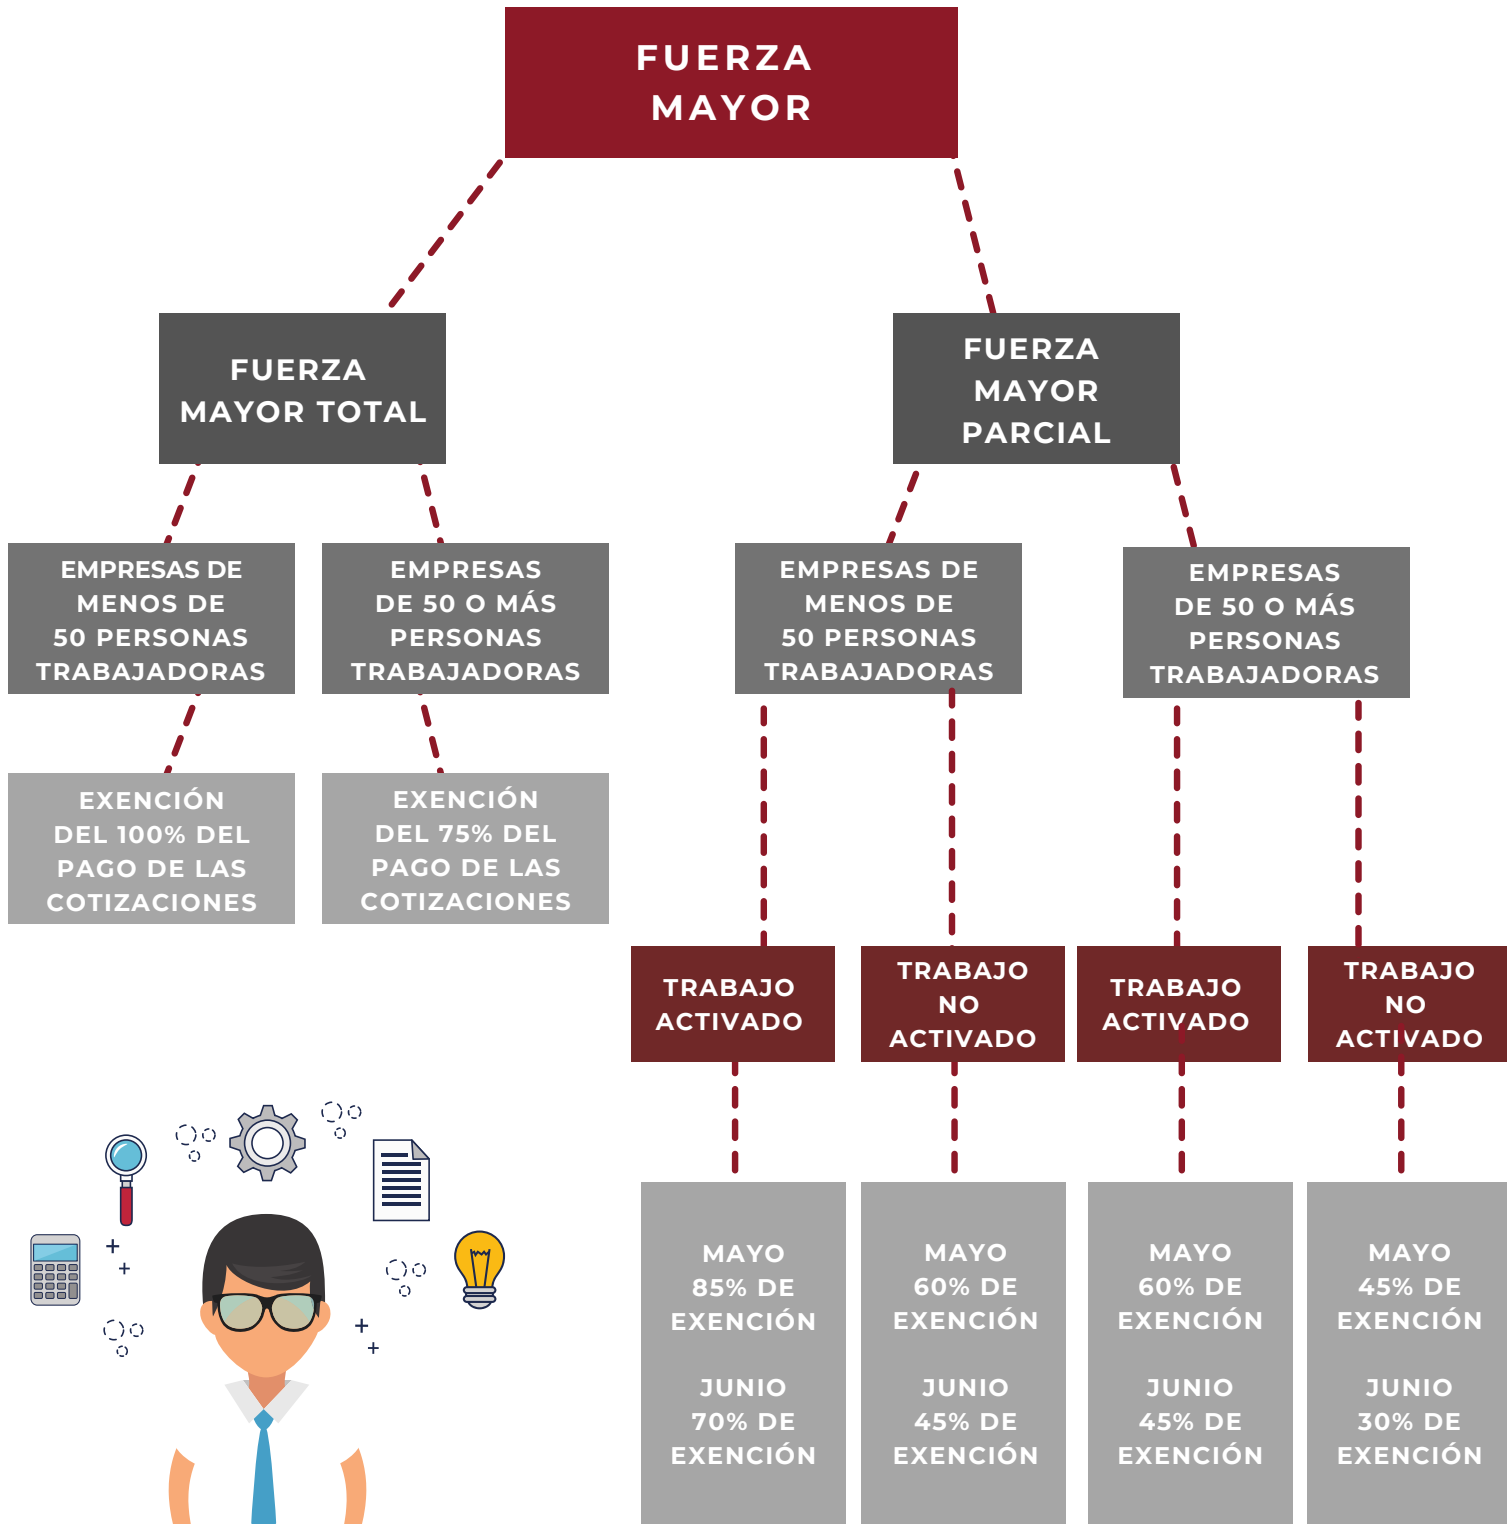 FUERZA
MAYOR
FUERZA
MAYOR TOTAL
FUERZA
MAYOR
PARCIAL
EMPRESAS DE
MENOS DE
50 PERSONAS
TRABAJADORAS
EMPRESAS
DE 50 O MÁS
PERSONAS
TRABAJADORAS
EMPRESAS DE
MENOS DE
50 PERSONAS
TRABAJADORAS
EMPRESAS
DE 50 O MÁS
PERSONAS
TRABAJADORAS
EXENCIÓN
DEL 100% DEL
PAGO DE LAS
COTIZACIONES
EXENCIÓN
DEL 75% DEL
PAGO DE LAS
COTIZACIONES
TRABAJO
ACTIVADO
TRABAJO
NO
ACTIVADO
TRABAJO
ACTIVADO
TRABAJO
NO
ACTIVADO
MAYO
85% DE
EXENCIÓN
JUNIO
70% DE
EXENCIÓN
MAYO
60% DE
EXENCIÓN
JUNIO
45% DE
EXENCIÓN
MAYO
60% DE
EXENCIÓN
JUNIO
45% DE
EXENCIÓN
MAYO
45% DE
EXENCIÓN
JUNIO
30% DE
EXENCIÓN